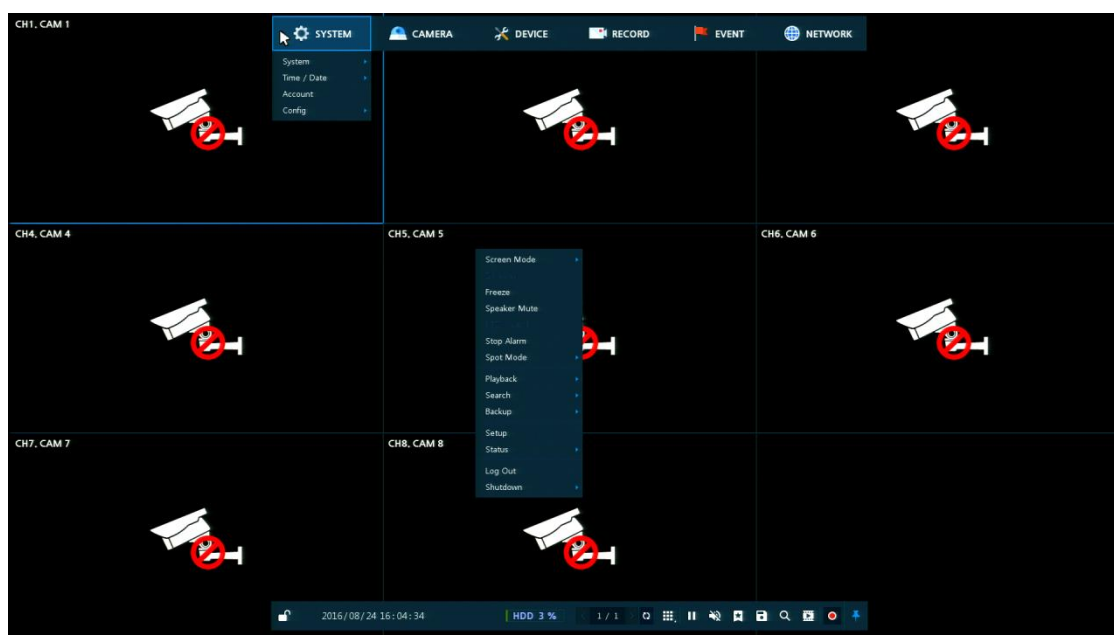 CH1, CAM 1
SYSTEM CAMERA DEVICE RECORD EVENT NETWORK
System
Time / Date
Account
Config
CH4, CAM 4
CH5, CAM 5
CH6, CAM 6
Screen Mode
Freeze
Speaker Mute
Stop Alarm
Spot Mode
Playback
Search
Backup
Setup
Status
Log Out
Shutdown
CH7, CAM 7
CH8, CAM 8
2016/08/24 16:04:34 HDD 3 % 1 / 1